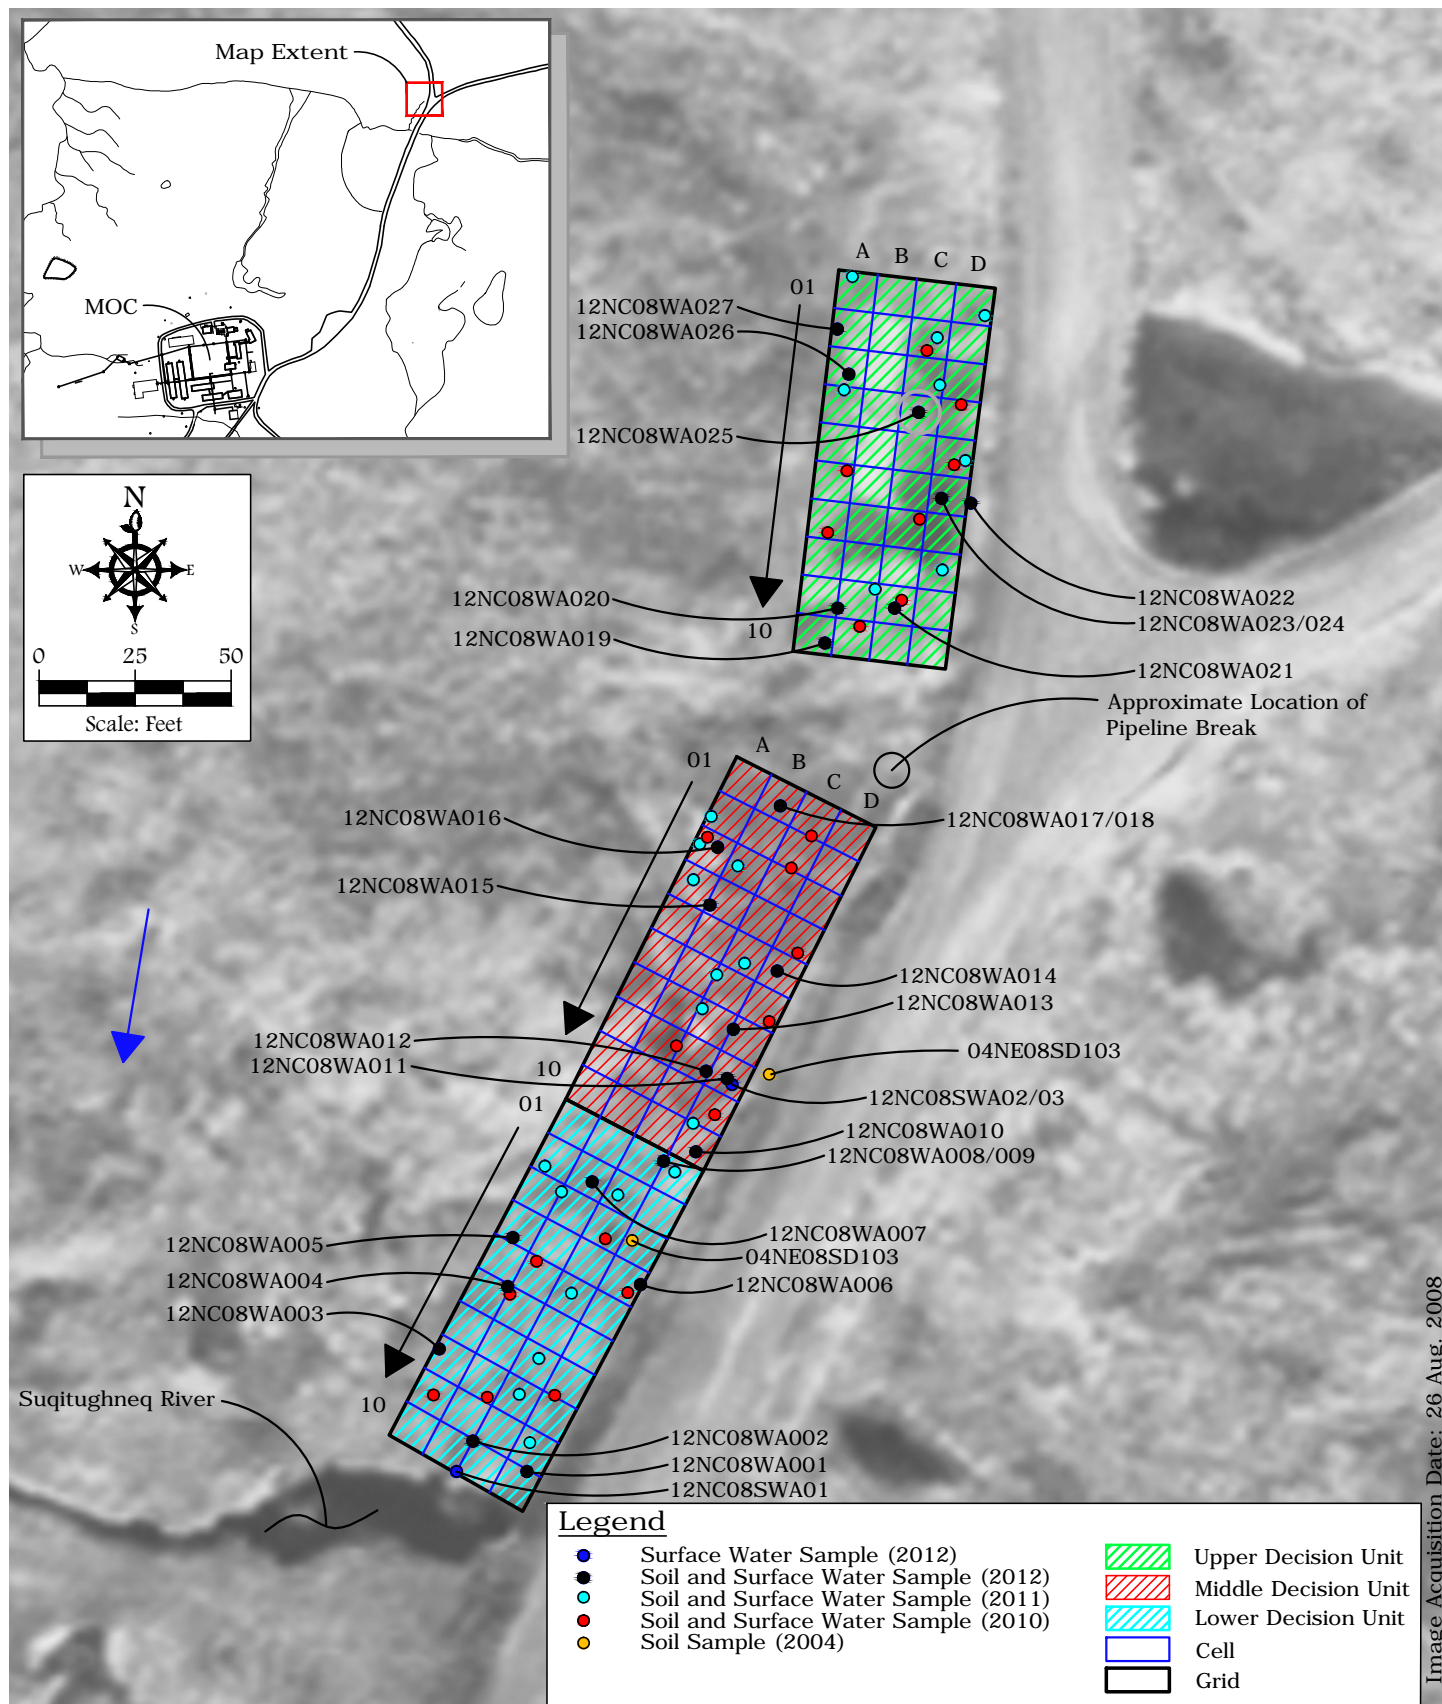 Map Extent
MOC
N
W
E
S
0 25 50
Scale: Feet
A B C D
01
12NC08WA027
12NC08WA026
12NC08WA025
12NC08WA020
10
12NC08WA019
12NC08WA022
12NC08WA023/024
12NC08WA021
Approximate Location of
Pipeline Break
A B C D
01
12NC08WA016
12NC08WA017/018
12NC08WA015
12NC08WA014
12NC08WA013
12NC08WA012
12NC08WA011
04NE08SD103
10
12NC08SWA02/03
01
12NC08WA010
12NC08WA008/009
12NC08WA007
12NC08WA005
04NE08SD103
12NC08WA004
12NC08WA006
12NC08WA003
Suqitughneq River
10
12NC08WA002
12NC08WA001
12NC08SWA01
Legend
Surface Water Sample (2012)
Soil and Surface Water Sample (2012)
Soil and Surface Water Sample (2011)
Soil and Surface Water Sample (2010)
Soil Sample (2004)
Upper Decision Unit
Middle Decision Unit
Lower Decision Unit
Cell
Grid
Image Acquisition Date: 26 Aug. 2008